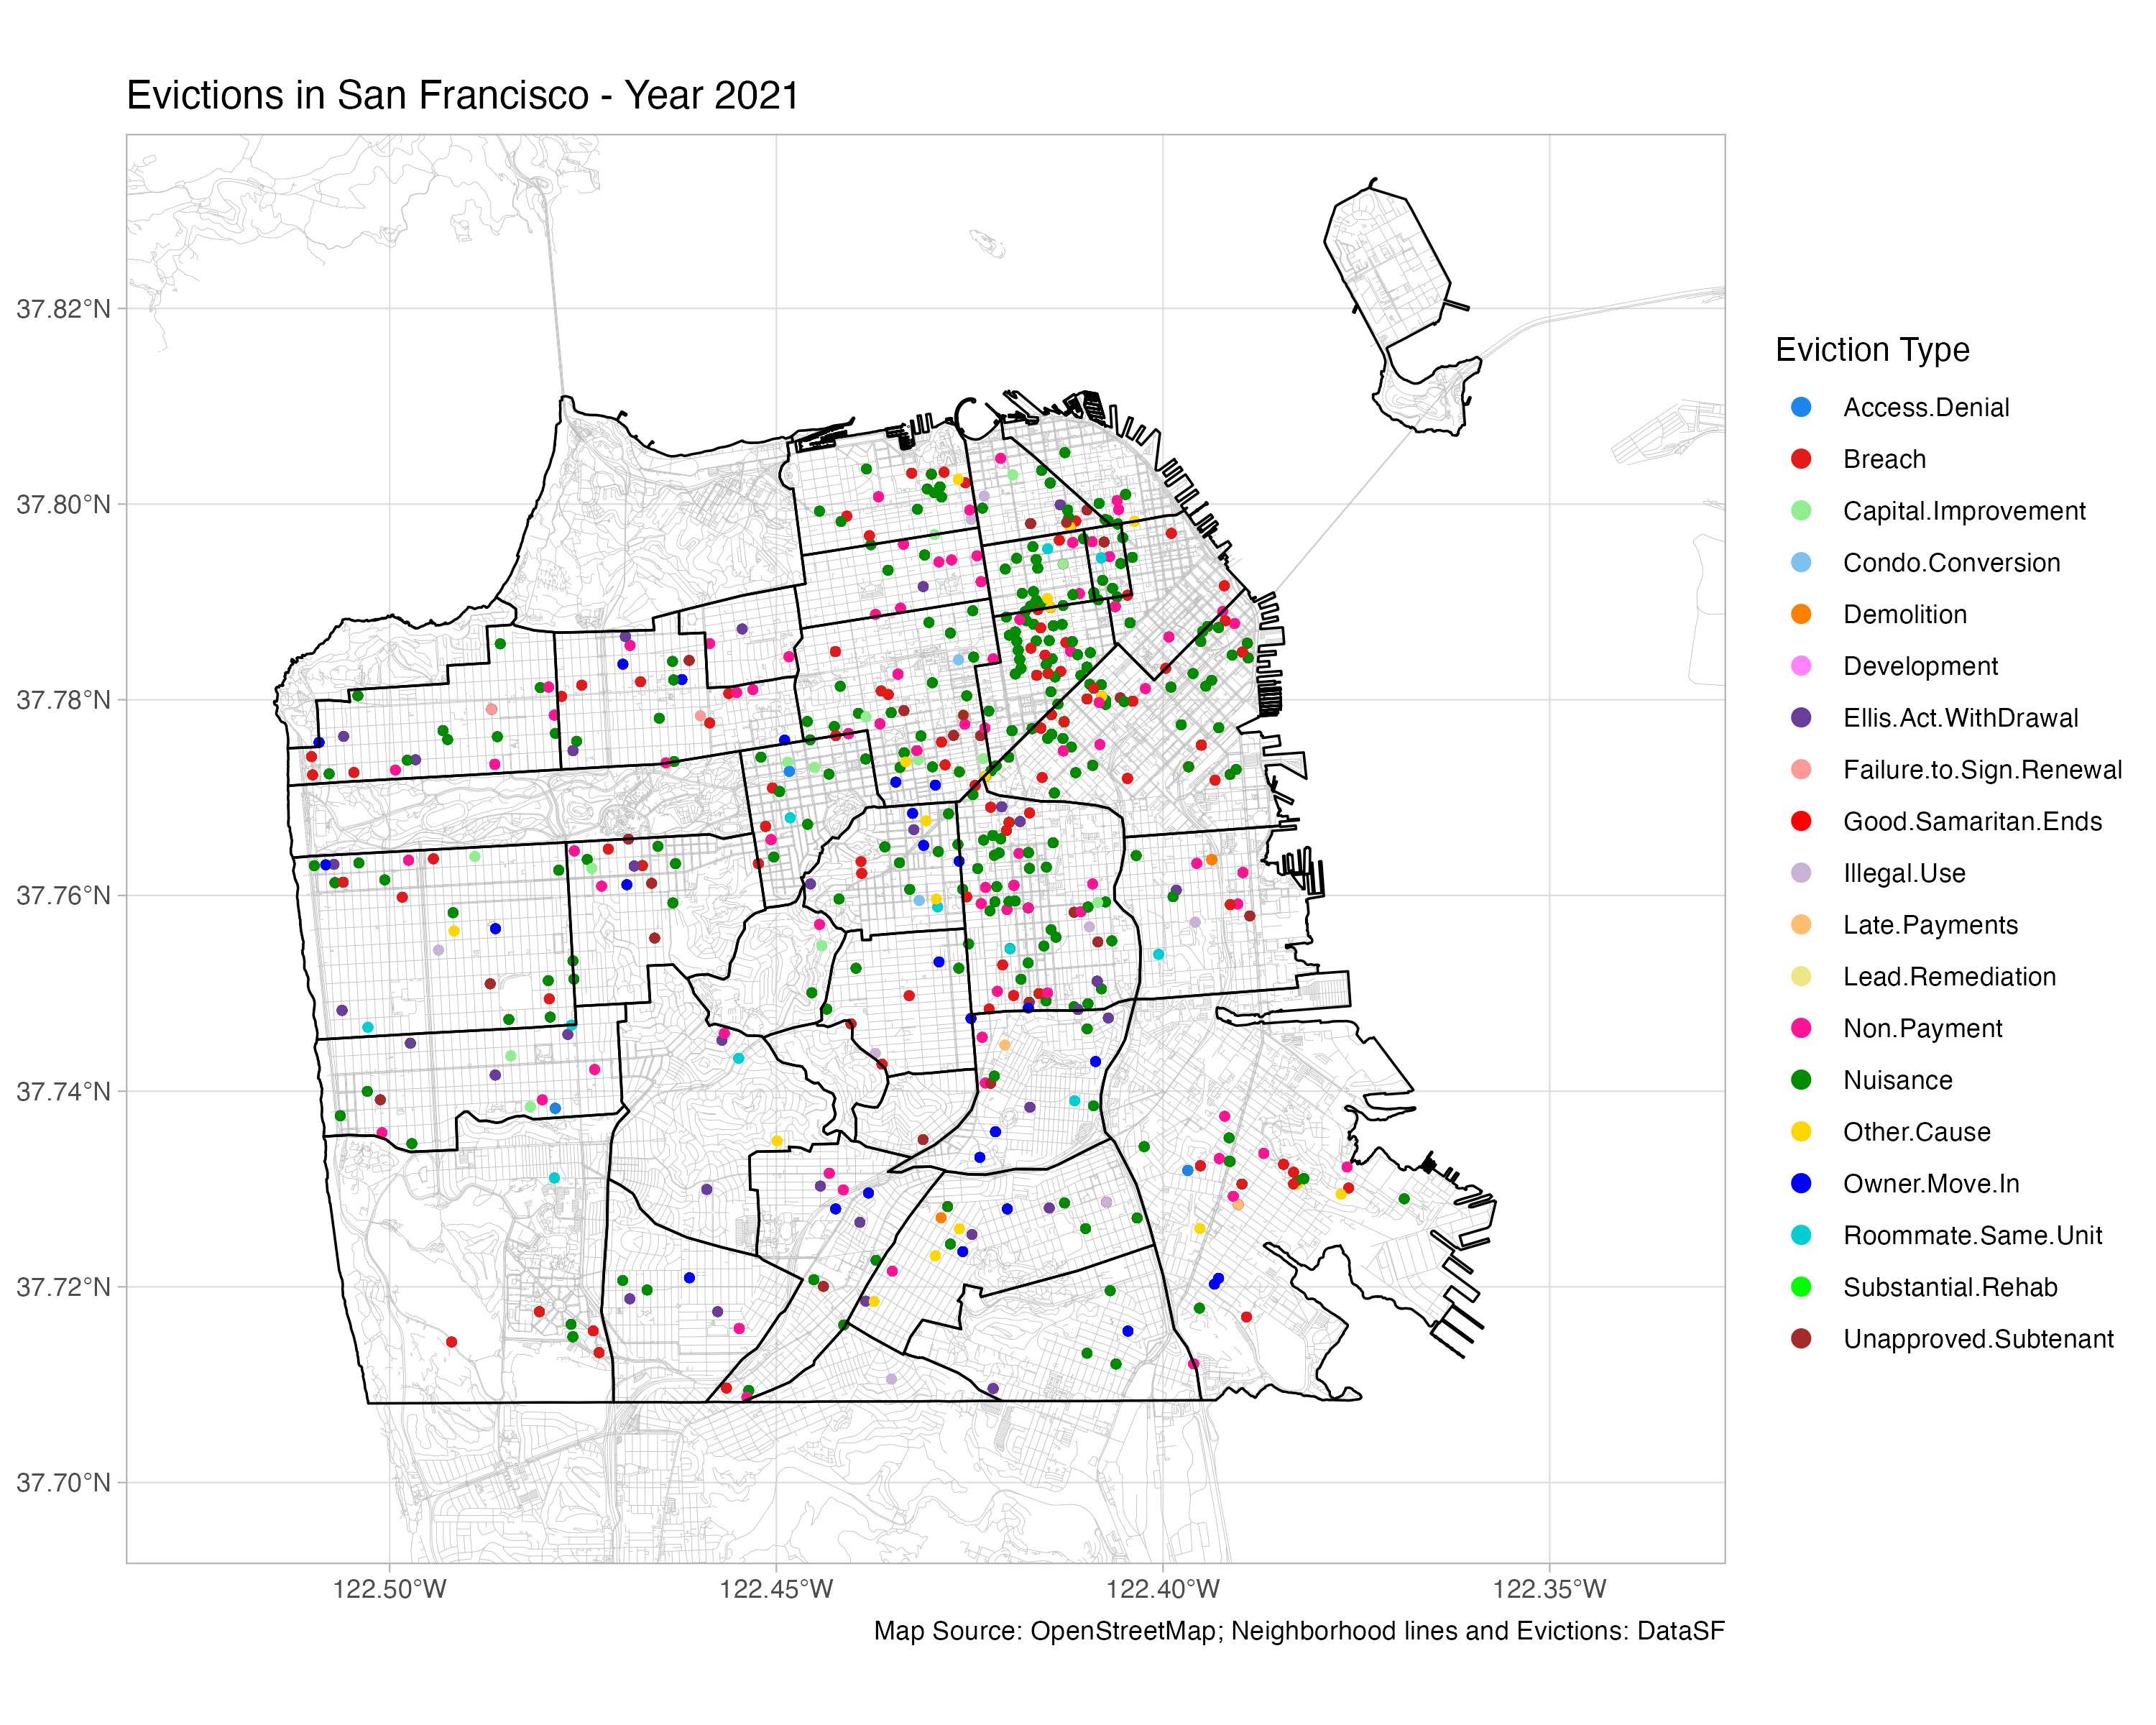 Evictions in San Francisco - Year 2021
37.82°N
37.80°N
37.78°N
37.76°N
37.74°N
37.72°N
37.70°N
122.50°W
122.45°W
122.40°W
122.35°W
Eviction Type
Access.Denial
Breach
Capital.Improvement
Condo.Conversion
Demolition
Development
Ellis.Act.WithDrawal
Failure.to.Sign.Renewal
Good.Samaritan.Ends
Illegal.Use
Late.Payments
Lead.Remediation
Non.Payment
Nuisance
Other.Cause
Owner.Move.In
Roommate.Same.Unit
Substantial.Rehab
Unapproved.Subtenant
Map Source: OpenStreetMap; Neighborhood lines and Evictions: DataSF